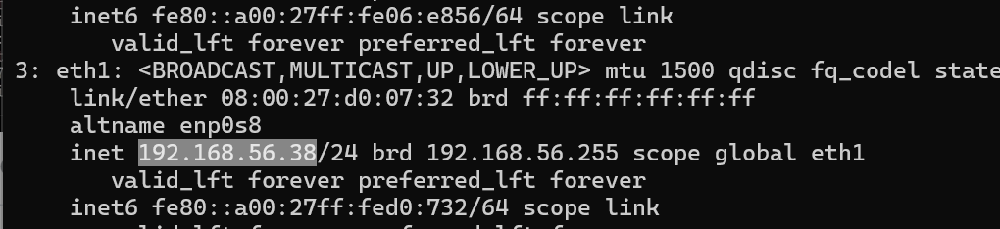 inet6 fe80::a00:27ff:fe06:e856/64 scope link
valid_lft forever preferred_lft forever
3: eth1: <BROADCAST,MULTICAST,UP,LOWER_UP> mtu 1500 qdisc fq_codel state
link/ether 08:00:27:d0:07:32 brd ff:ff:ff:ff:ff:ff
altname enp0s8
inet 192.168.56.38/24 brd 192.168.56.255 scope global eth1
valid_lft forever preferred_lft forever
inet6 fe80::a00:27ff:fed0:732/64 scope link